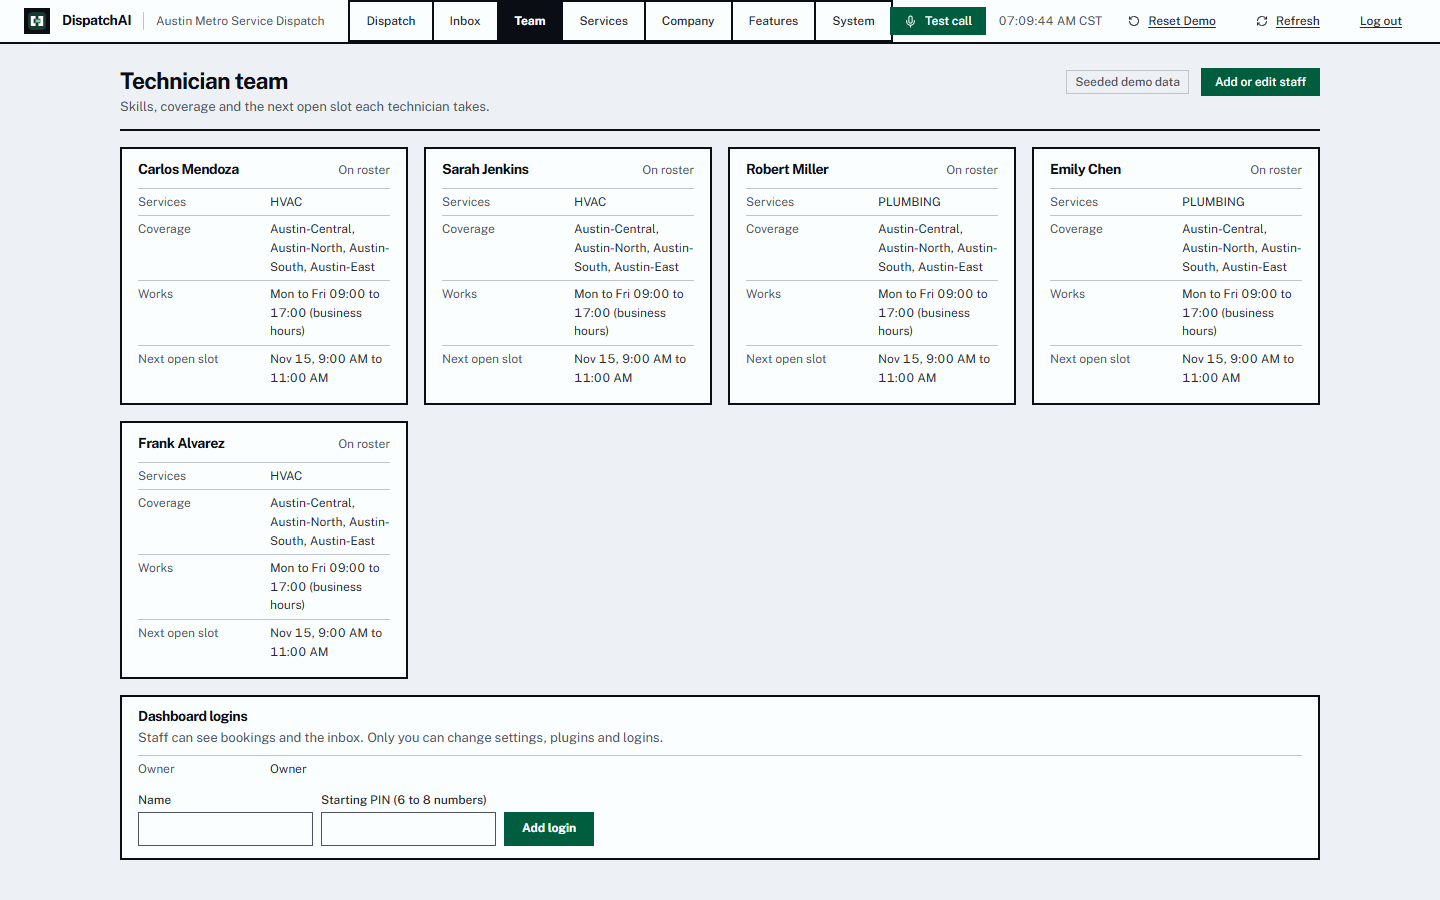 DispatchAI
Austin Metro Service Dispatch
Dispatch
Inbox
Team
Services
Company
Features
System
Test call
07:09:44 AM CST
Reset Demo
Refresh
Log out
Technician team
Skills, coverage and the next open slot each technician takes.
Seeded demo data
Add or edit staff
Carlos Mendoza
On roster
Services
HVAC
Coverage
Austin-Central,
Austin-North, Austin-
South, Austin-East
Works
Mon to Fri 09:00 to
17:00 (business
hours)
Next open slot
Nov 15, 9:00 AM to
11:00 AM
Sarah Jenkins
On roster
Services
HVAC
Coverage
Austin-Central,
Austin-North, Austin-
South, Austin-East
Works
Mon to Fri 09:00 to
17:00 (business
hours)
Next open slot
Nov 15, 9:00 AM to
11:00 AM
Robert Miller
On roster
Services
PLUMBING
Coverage
Austin-Central,
Austin-North, Austin-
South, Austin-East
Works
Mon to Fri 09:00 to
17:00 (business
hours)
Next open slot
Nov 15, 9:00 AM to
11:00 AM
Emily Chen
On roster
Services
PLUMBING
Coverage
Austin-Central,
Austin-North, Austin-
South, Austin-East
Works
Mon to Fri 09:00 to
17:00 (business
hours)
Next open slot
Nov 15, 9:00 AM to
11:00 AM
Frank Alvarez
On roster
Services
HVAC
Coverage
Austin-Central,
Austin-North, Austin-
South, Austin-East
Works
Mon to Fri 09:00 to
17:00 (business
hours)
Next open slot
Nov 15, 9:00 AM to
11:00 AM
Dashboard logins
Staff can see bookings and the inbox. Only you can change settings, plugins and logins.
Owner
Owner
Name
Starting PIN (6 to 8 numbers)
Add login